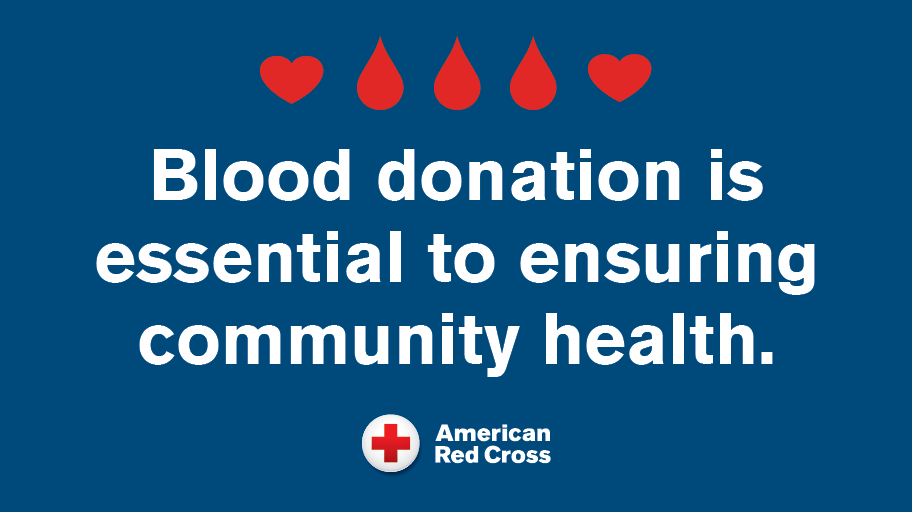 Blood donation is
essential to ensuring
community health.
American
Red Cross